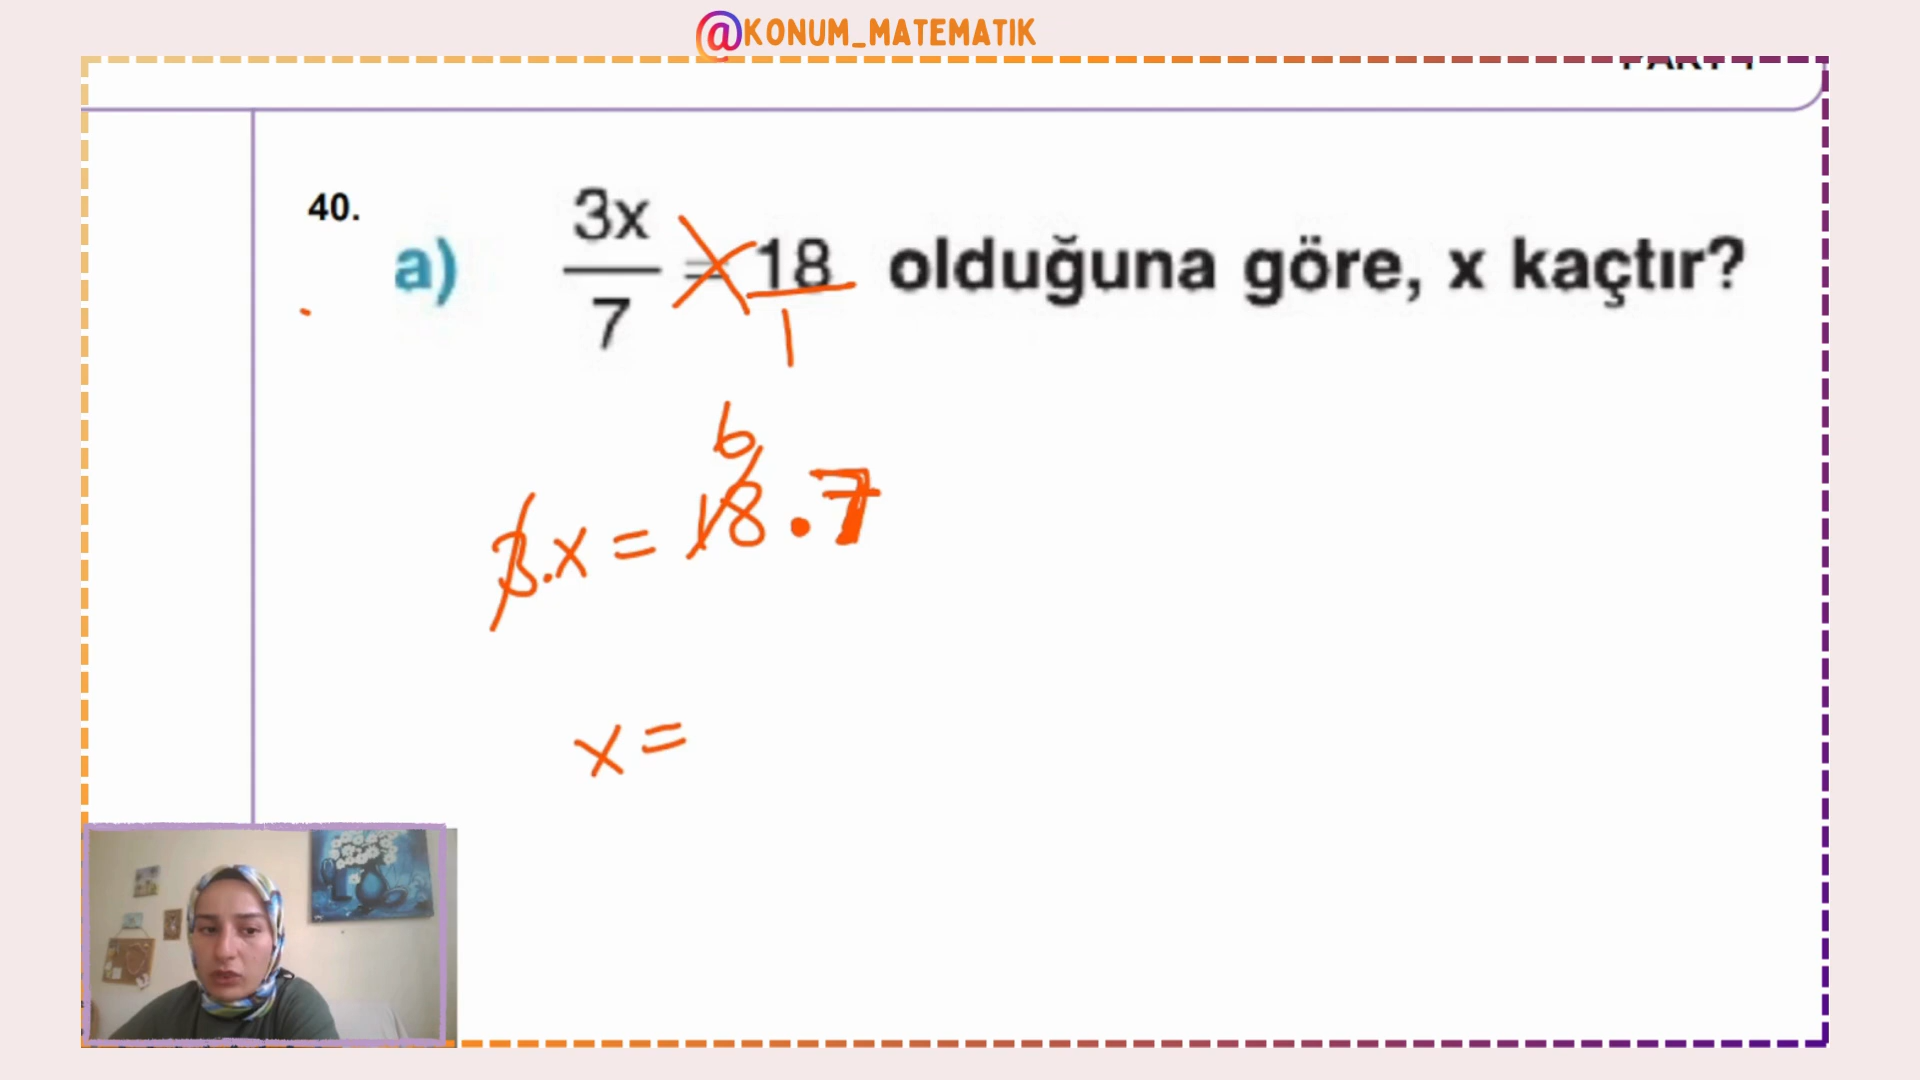 @KONUM_MATEMATIK
40.
a) 3x/7 = 18/1 olduğuna göre, x kaçtır?
6
3.x = 18.7
x =